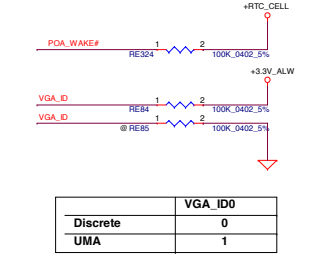 +RTC_CELL
POA_WAKE# 1 2
RE324 100K_0402_5%
+3.3V_ALW
VGA_ID 1 2
RE84 100K_0402_5%
VGA_ID 1 2
@ RE85 100K_0402_5%
VGA_ID0
Discrete 0
UMA 1